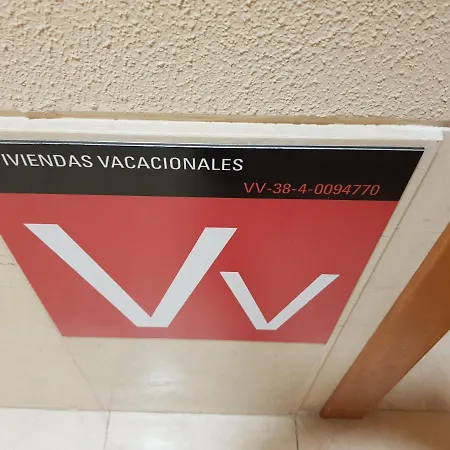 IVIENDAS VACACIONALES
VV-38-4-0094770
Vv